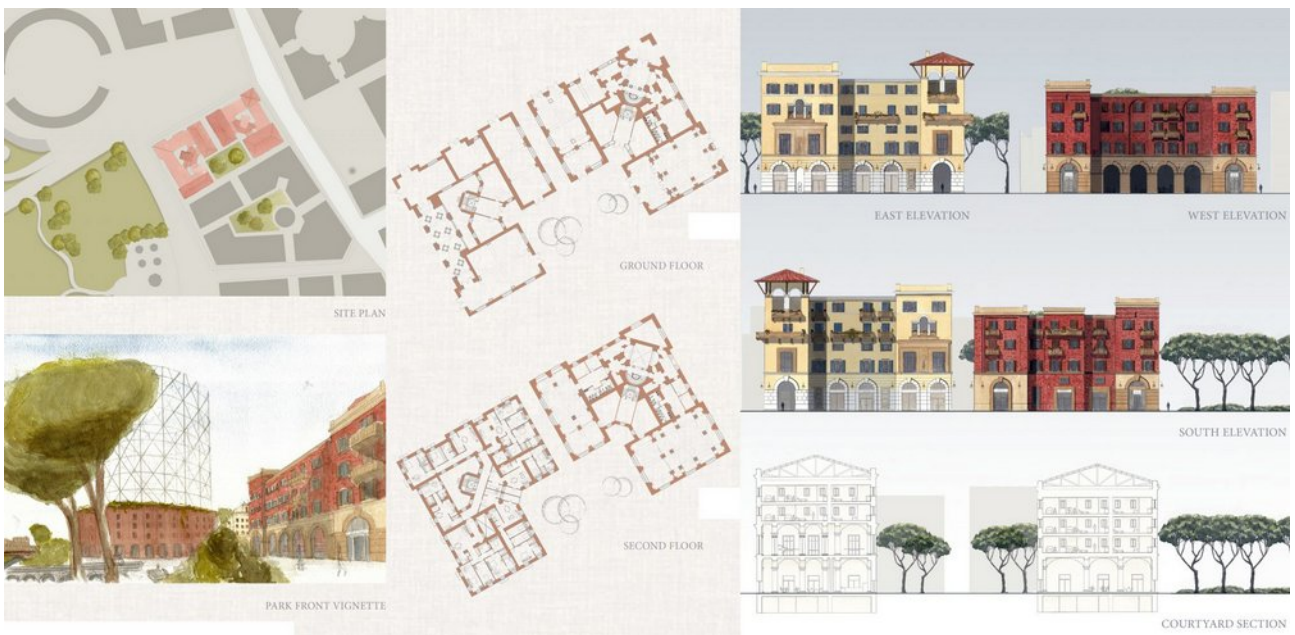 SITE PLAN
PARK FRONT VIGNETTE
GROUND FLOOR
SECOND FLOOR
EAST ELEVATION
WEST ELEVATION
SOUTH ELEVATION
COURTYARD SECTION